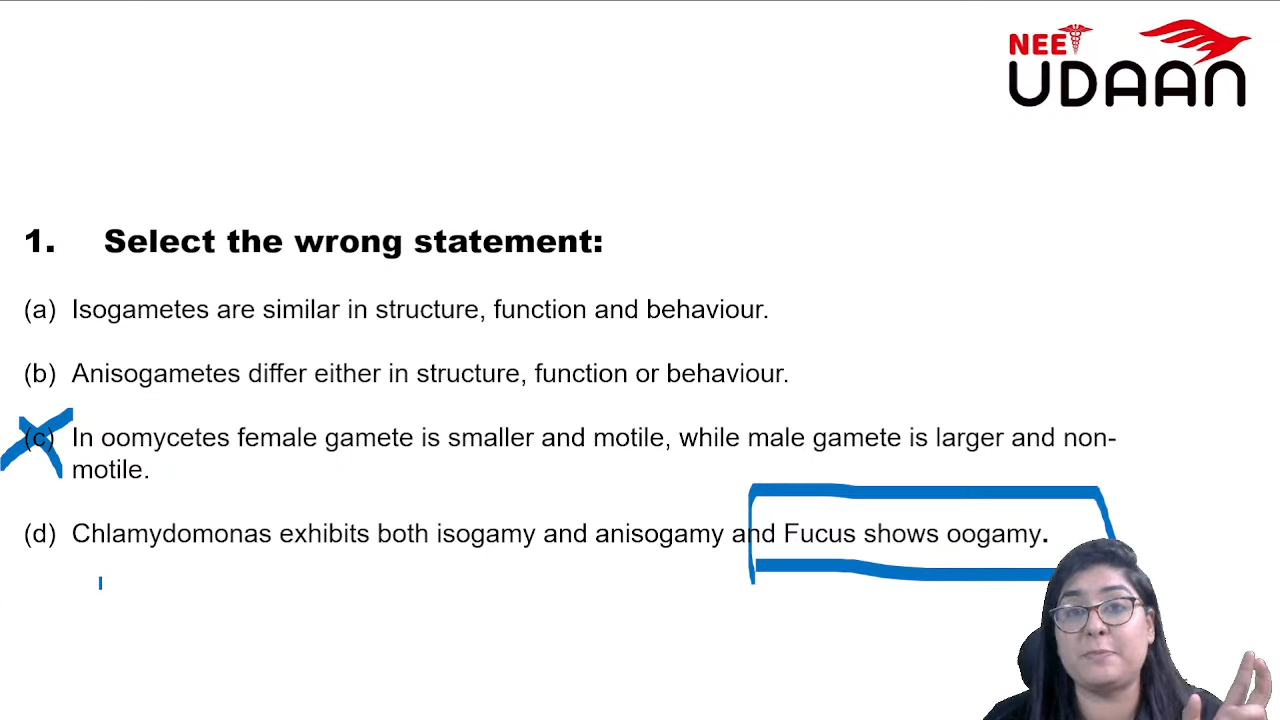 NEET
UDAAN
1. Select the wrong statement:
(a) Isogametes are similar in structure, function and behaviour.
(b) Anisogametes differ either in structure, function or behaviour.
(c) In oomycetes female gamete is smaller and motile, while male gamete is larger and non-
motile.
(d) Chlamydomonas exhibits both isogamy and anisogamy and Fucus shows oogamy.